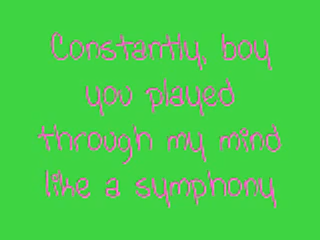 Constantly, boy
you played
through my mind
like a symphony